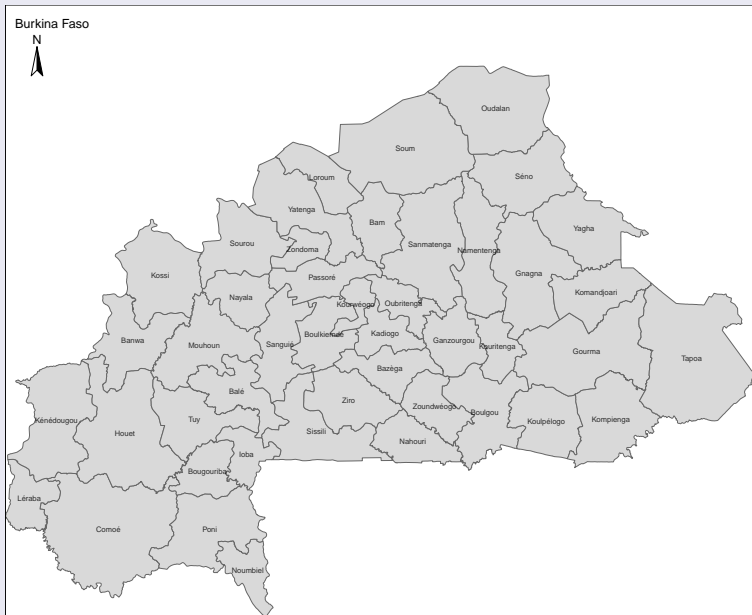 Burkina Faso
N
Oudalan
Soum
Séno
Loroum
Yatenga
Bam
Yagha
Sourou
Zondoma
Sanmatenga
Namentenga
Kossi
Passoré
Gnagna
Komandjoari
Nayala
Kourwéogo
Oubritenga
Banwa
Mouhoun
Sanguié
Boulkiemdé
Kadiogo
Ganzourgou
Kouritenga
Gourma
Tapoa
Bazèga
Kénédougou
Balé
Ziro
Zoundwéogo
Boulgou
Houet
Tuy
Sissili
Nahouri
Koulpélogo
Kompienga
Ioba
Bougouriba
Léraba
Comoé
Poni
Noumbiel